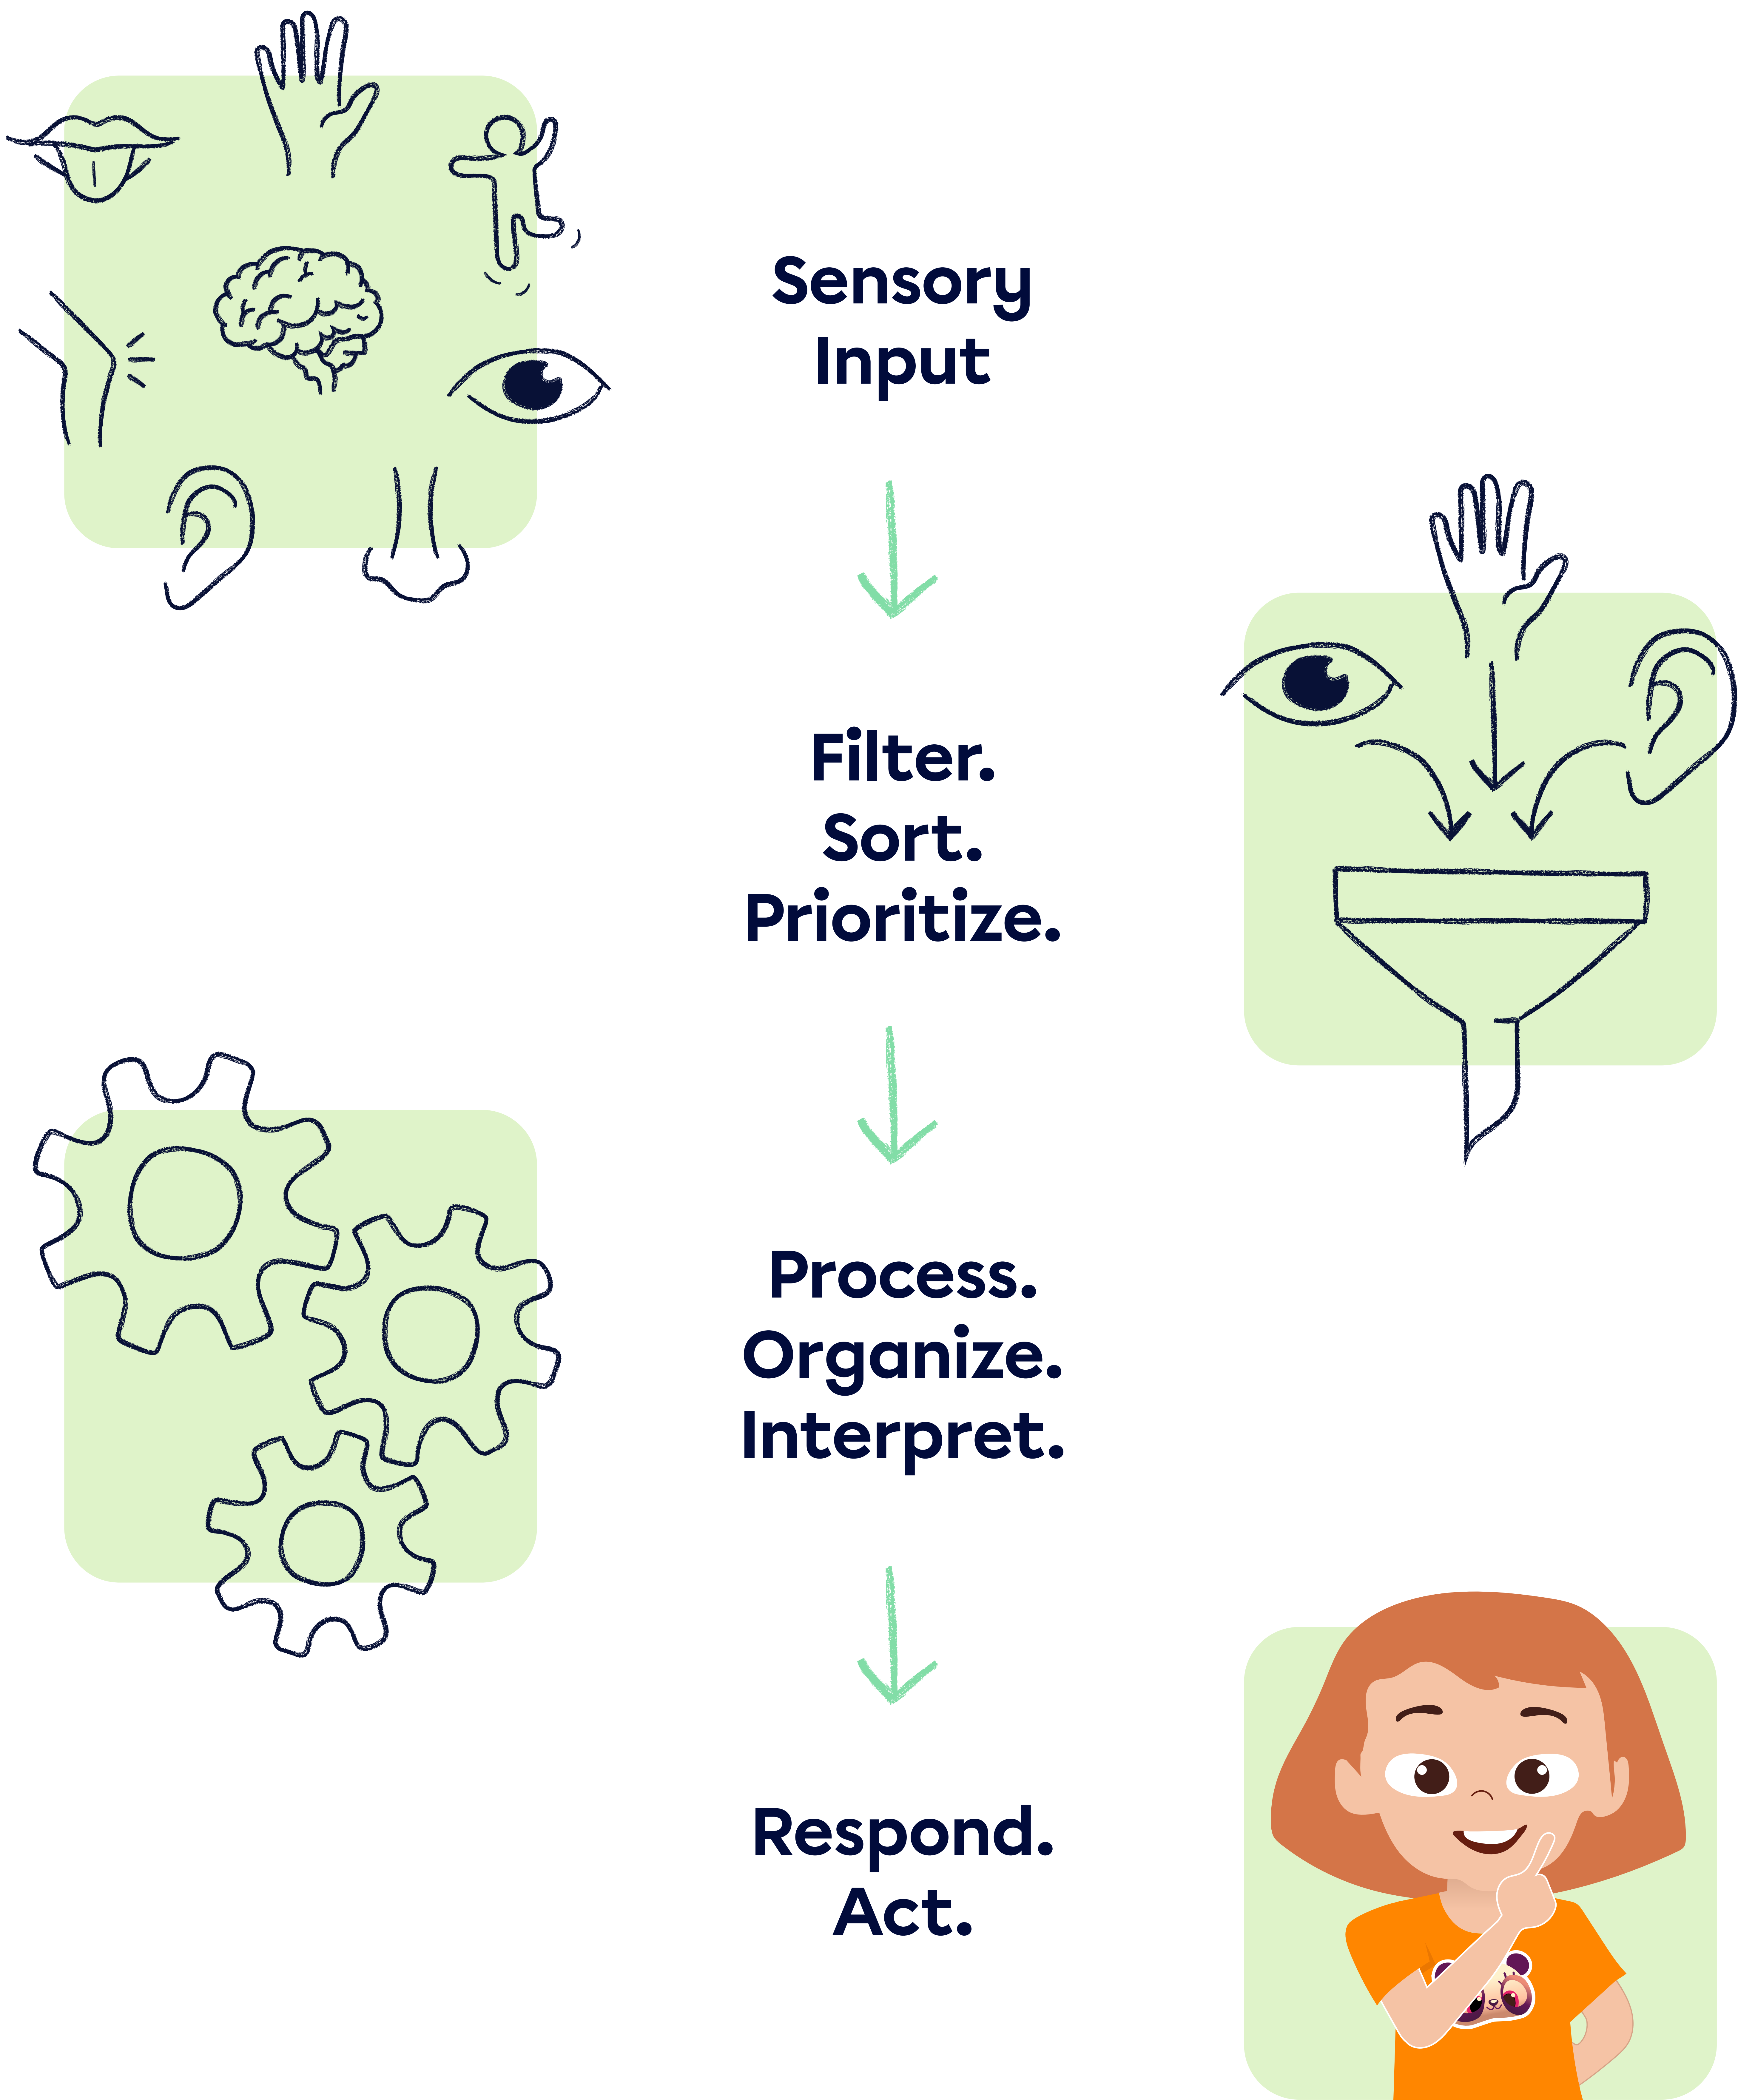 Sensory
Input
Filter.
Sort.
Prioritize.
Process.
Organize.
Interpret.
Respond.
Act.